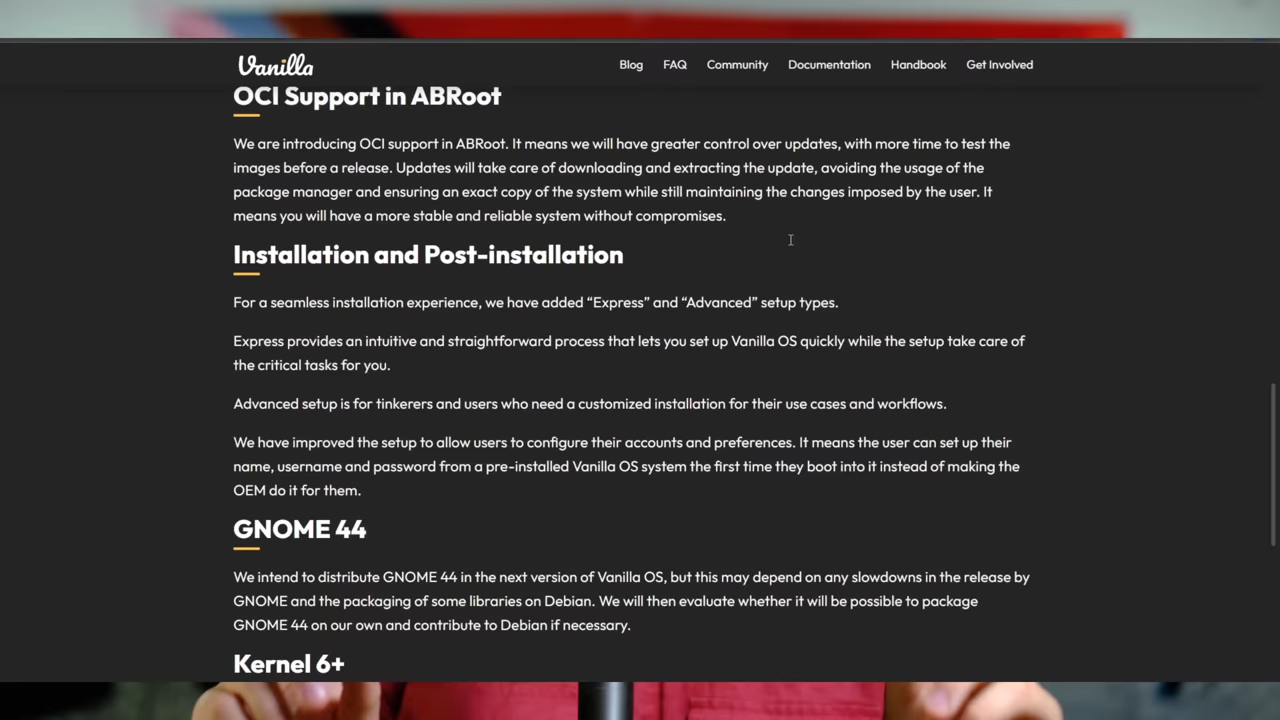 Vanilla
Blog FAQ Community Documentation Handbook Get Involved
OCI Support in ABRoot
We are introducing OCI support in ABRoot. It means we will have greater control over updates, with more time to test the
images before a release. Updates will take care of downloading and extracting the update, avoiding the usage of the
package manager and ensuring an exact copy of the system while still maintaining the changes imposed by the user. It
means you will have a more stable and reliable system without compromises.
Installation and Post-installation
For a seamless installation experience, we have added “Express” and “Advanced” setup types.
Express provides an intuitive and straightforward process that lets you set up Vanilla OS quickly while the setup take care of
the critical tasks for you.
Advanced setup is for tinkerers and users who need a customized installation for their use cases and workflows.
We have improved the setup to allow users to configure their accounts and preferences. It means the user can set up their
name, username and password from a pre-installed Vanilla OS system the first time they boot into it instead of making the
OEM do it for them.
GNOME 44
We intend to distribute GNOME 44 in the next version of Vanilla OS, but this may depend on any slowdowns in the release by
GNOME and the packaging of some libraries on Debian. We will then evaluate whether it will be possible to package
GNOME 44 on our own and contribute to Debian if necessary.
Kernel 6+